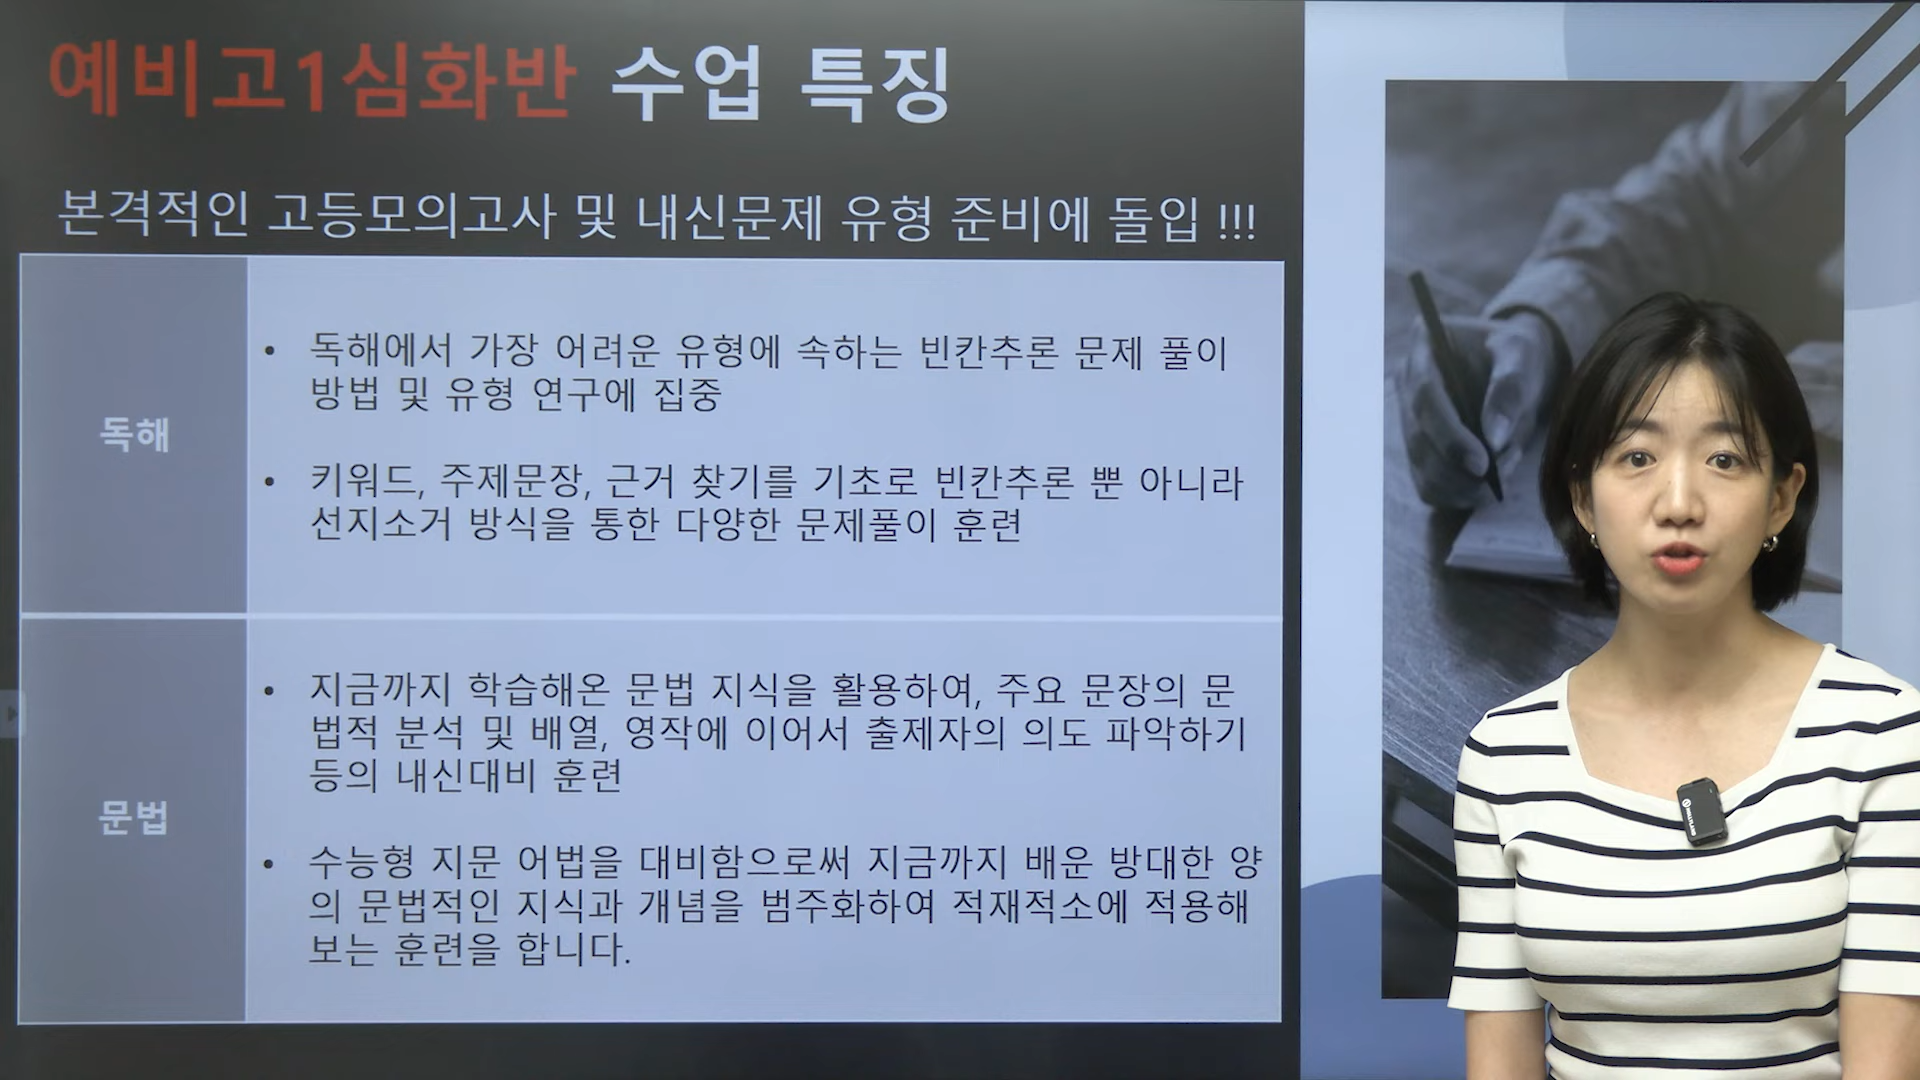 예비고1심화반 수업 특징
본격적인 고등모의고사 및 내신문제 유형 준비에 돌입 !!!
독해
• 독해에서 가장 어려운 유형에 속하는 빈칸추론 문제 풀이
방법 및 유형 연구에 집중
• 키워드, 주제문장, 근거 찾기를 기초로 빈칸추론 뿐 아니라
선지소거 방식을 통한 다양한 문제풀이 훈련
문법
• 지금까지 학습해온 문법 지식을 활용하여, 주요 문장의 문
법적 분석 및 배열, 영작에 이어서 출제자의 의도 파악하기
등의 내신대비 훈련
• 수능형 지문 어법을 대비함으로써 지금까지 배운 방대한 양
의 문법적인 지식과 개념을 범주화하여 적재적소에 적용해
보는 훈련을 합니다.
HOLLYLAND